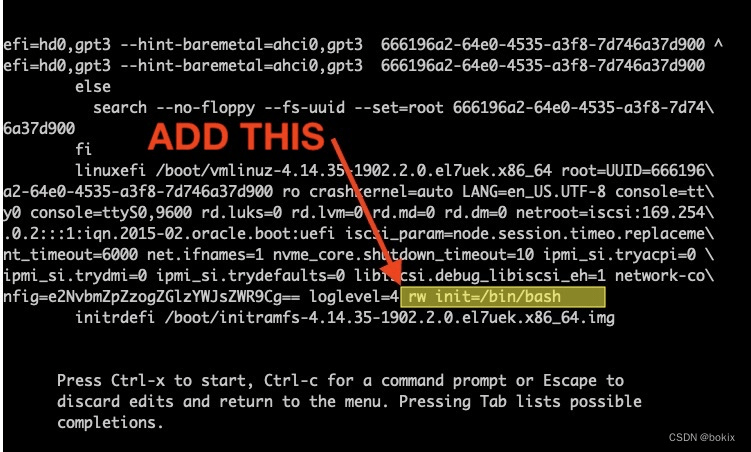 efi=hd0,gpt3 --hint-baremetal=ahci0,gpt3  666196a2-64e0-4535-a3f8-7d746a37d900 ^
efi=hd0,gpt3 --hint-baremetal=ahci0,gpt3  666196a2-64e0-4535-a3f8-7d746a37d900
else
search --no-floppy --fs-uuid --set=root 666196a2-64e0-4535-a3f8-7d74\
6a37d900
fi
ADD THIS
linuxefi /boot/vmlinuz-4.14.35-1902.2.0.el7uek.x86_64 root=UUID=666196\
a2-64e0-4535-a3f8-7d746a37d900 ro crashkernel=auto LANG=en_US.UTF-8 console=tt\
y0 console=ttyS0,9600 rd.luks=0 rd.lvm=0 rd.md=0 rd.dm=0 netroot=iscsi:169.254\
.0.2:::1:iqn.2015-02.oracle.boot:uefi iscsi_param=node.session.timeo.replaceme\
nt_timeout=6000 net.ifnames=1 nvme_core.shutdown_timeout=10 ipmi_si.tryacpi=0 \
ipmi_si.trydmi=0 ipmi_si.trydefaults=0 libiscsi.debug_libiscsi_eh=1 network-co\
nfig=e2NvbmZpZzogZGlzYWJsZWR9Cg== loglevel=4 rw init=/bin/bash
initrdefi /boot/initramfs-4.14.35-1902.2.0.el7uek.x86_64.img
Press Ctrl-x to start, Ctrl-c for a command prompt or Escape to
discard edits and return to the menu. Pressing Tab lists possible
completions.
CSDN @bokix